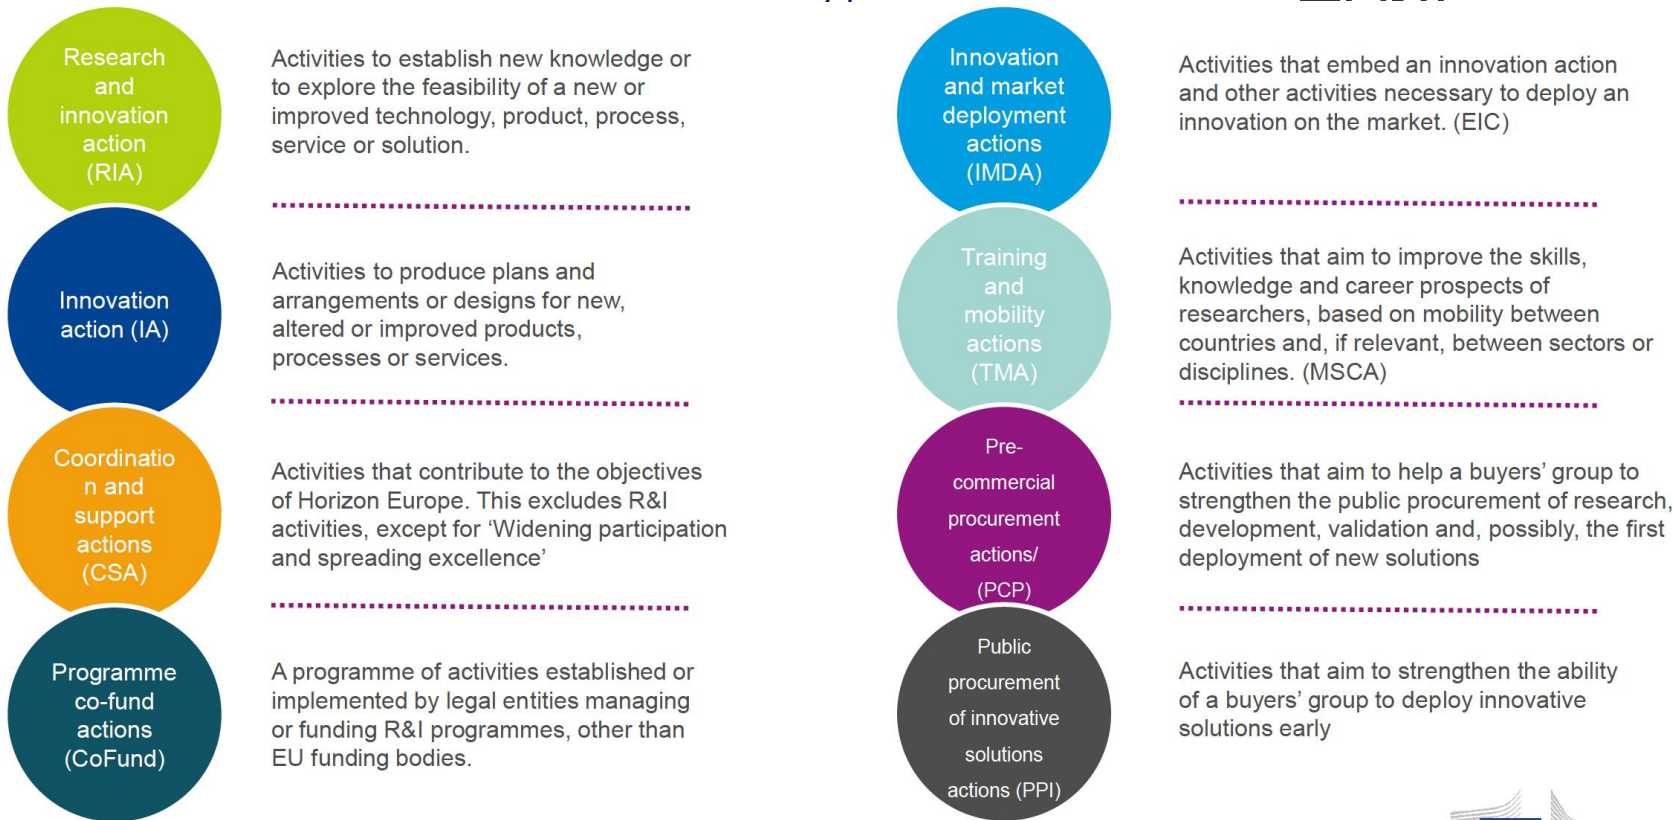 Research
and
innovation
action
(RIA)
Activities to establish new knowledge or
to explore the feasibility of a new or
improved technology, product, process,
service or solution.
Innovation
action (IA)
Activities to produce plans and
arrangements or designs for new,
altered or improved products,
processes or services.
Coordinatio
n and
support
actions
(CSA)
Activities that contribute to the objectives
of Horizon Europe. This excludes R&I
activities, except for ‘Widening participation
and spreading excellence’
Programme
co-fund
actions
(CoFund)
A programme of activities established or
implemented by legal entities managing
or funding R&I programmes, other than
EU funding bodies.
Innovation
and market
deployment
actions
(IMDA)
Activities that embed an innovation action
and other activities necessary to deploy an
innovation on the market. (EIC)
Training
and
mobility
actions
(TMA)
Activities that aim to improve the skills,
knowledge and career prospects of
researchers, based on mobility between
countries and, if relevant, between sectors or
disciplines. (MSCA)
Pre-
commercial
procurement
actions/
(PCP)
Activities that aim to help a buyers’ group to
strengthen the public procurement of research,
development, validation and, possibly, the first
deployment of new solutions
Public
procurement
of innovative
solutions
actions (PPI)
Activities that aim to strengthen the ability
of a buyers’ group to deploy innovative
solutions early